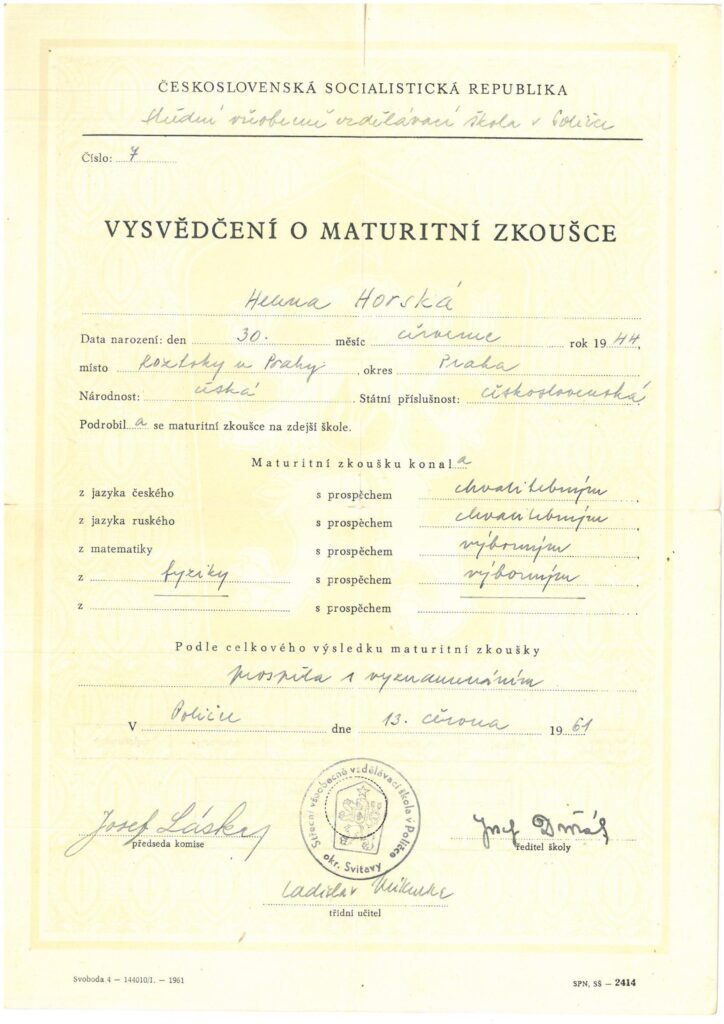 ČESKOSLOVENSKÁ SOCIALISTICKÁ REPUBLIKA
Střední všeobecně vzdělávací škola v Poličce
Číslo: 7
VYSVĚDČENÍ O MATURITNÍ ZKOUŠCE
Helena Horská
Data narození: den 30. měsíc červenec rok 1944,
místo Roztoky u Prahy, okres Praha
Národnost: česká. Státní příslušnost: československá
Podrobila se maturitní zkoušce na zdejší škole.
Maturitní zkoušku konala
z jazyka českého s prospěchem chvalitebným
z jazyka ruského s prospěchem chvalitebným
z matematiky s prospěchem výborným
z fyziky s prospěchem výborným
z s prospěchem
Podle celkového výsledku maturitní zkoušky
prospěla s vyznamenáním
V Poličce dne 13. června 1961
Střední všeobecně vzdělávací škola v Poličce
okr. Svitavy
Josef Josef
předseda komise ředitel školy
Ladislav
třídní učitel
Svoboda 4 — 144010/1. — 1961 SPN, SŠ — 2414